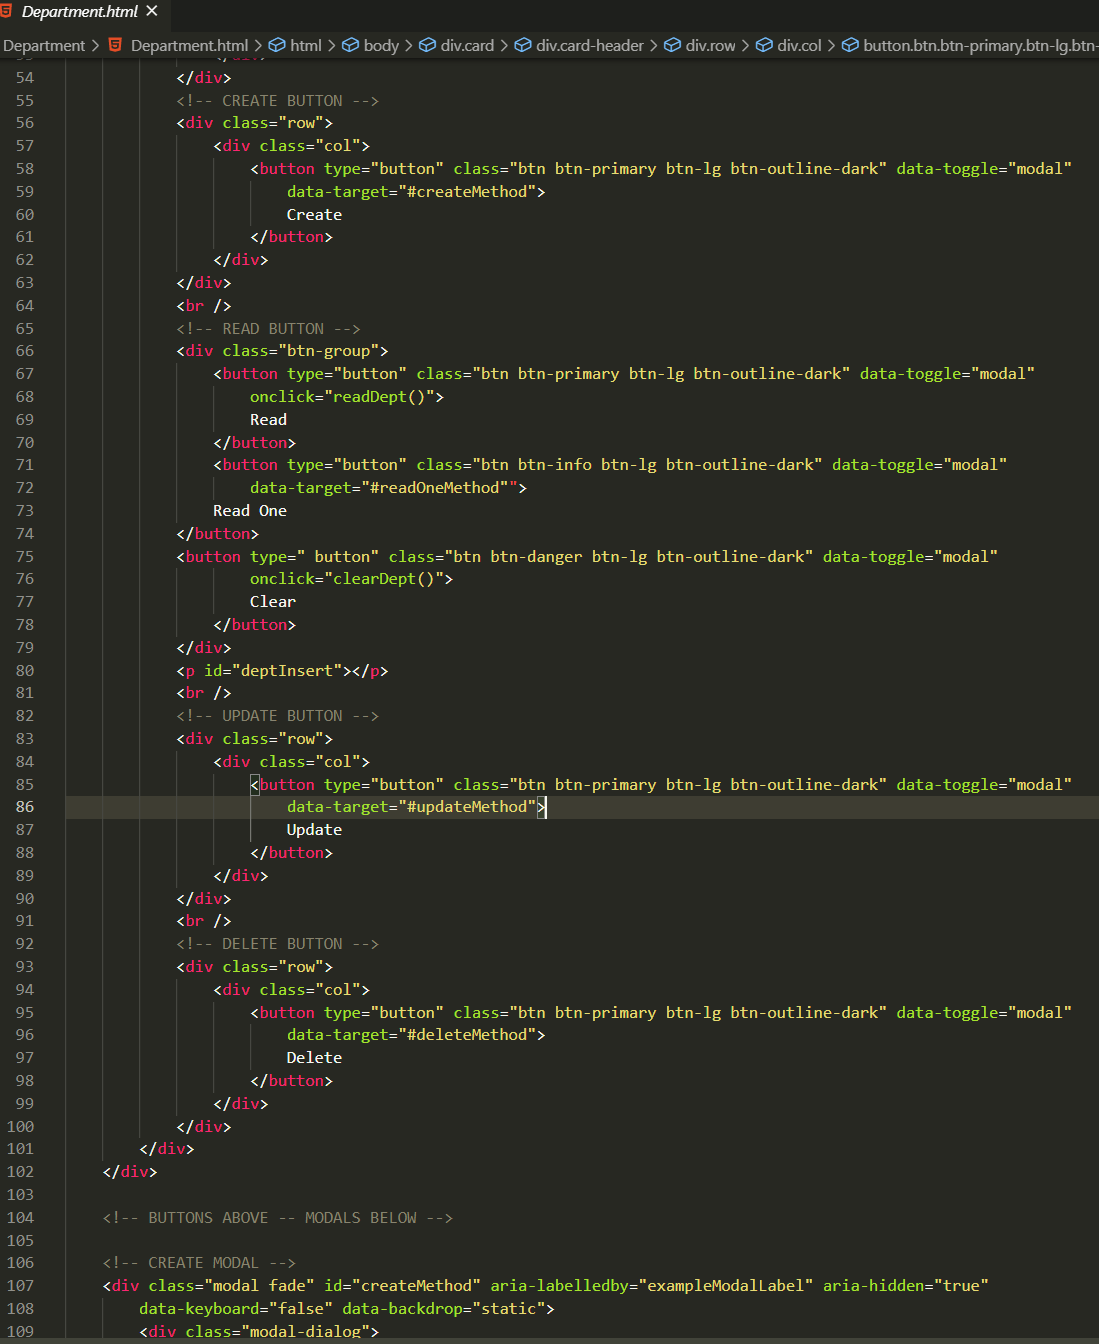 Department.html ×
Department > Department.html > html > body > div.card > div.card-header > div.row > div.col > button.btn.btn-primary.btn-lg.btn-
54 </div>
55 <!-- CREATE BUTTON -->
56 <div class="row">
57 <div class="col">
58 <button type="button" class="btn btn-primary btn-lg btn-outline-dark" data-toggle="modal"
59 data-target="#createMethod">
60 Create
61 </button>
62 </div>
63 </div>
64 <br />
65 <!-- READ BUTTON -->
66 <div class="btn-group">
67 <button type="button" class="btn btn-primary btn-lg btn-outline-dark" data-toggle="modal"
68 onclick="readDept()">
69 Read
70 </button>
71 <button type="button" class="btn btn-info btn-lg btn-outline-dark" data-toggle="modal"
72 data-target="#readOneMethod"">
73 Read One
74 </button>
75 <button type=" button" class="btn btn-danger btn-lg btn-outline-dark" data-toggle="modal"
76 onclick="clearDept()">
77 Clear
78 </button>
79 </div>
80 <p id="deptInsert"></p>
81 <br />
82 <!-- UPDATE BUTTON -->
83 <div class="row">
84 <div class="col">
85 <button type="button" class="btn btn-primary btn-lg btn-outline-dark" data-toggle="modal"
86 data-target="#updateMethod">
87 Update
88 </button>
89 </div>
90 </div>
91 <br />
92 <!-- DELETE BUTTON -->
93 <div class="row">
94 <div class="col">
95 <button type="button" class="btn btn-primary btn-lg btn-outline-dark" data-toggle="modal"
96 data-target="#deleteMethod">
97 Delete
98 </button>
99 </div>
100 </div>
101 </div>
102 </div>
103
104 <!-- BUTTONS ABOVE -- MODALS BELOW -->
105
106 <!-- CREATE MODAL -->
107 <div class="modal fade" id="createMethod" aria-labelledby="exampleModalLabel" aria-hidden="true"
108 data-keyboard="false" data-backdrop="static">
109 <div class="modal-dialog">